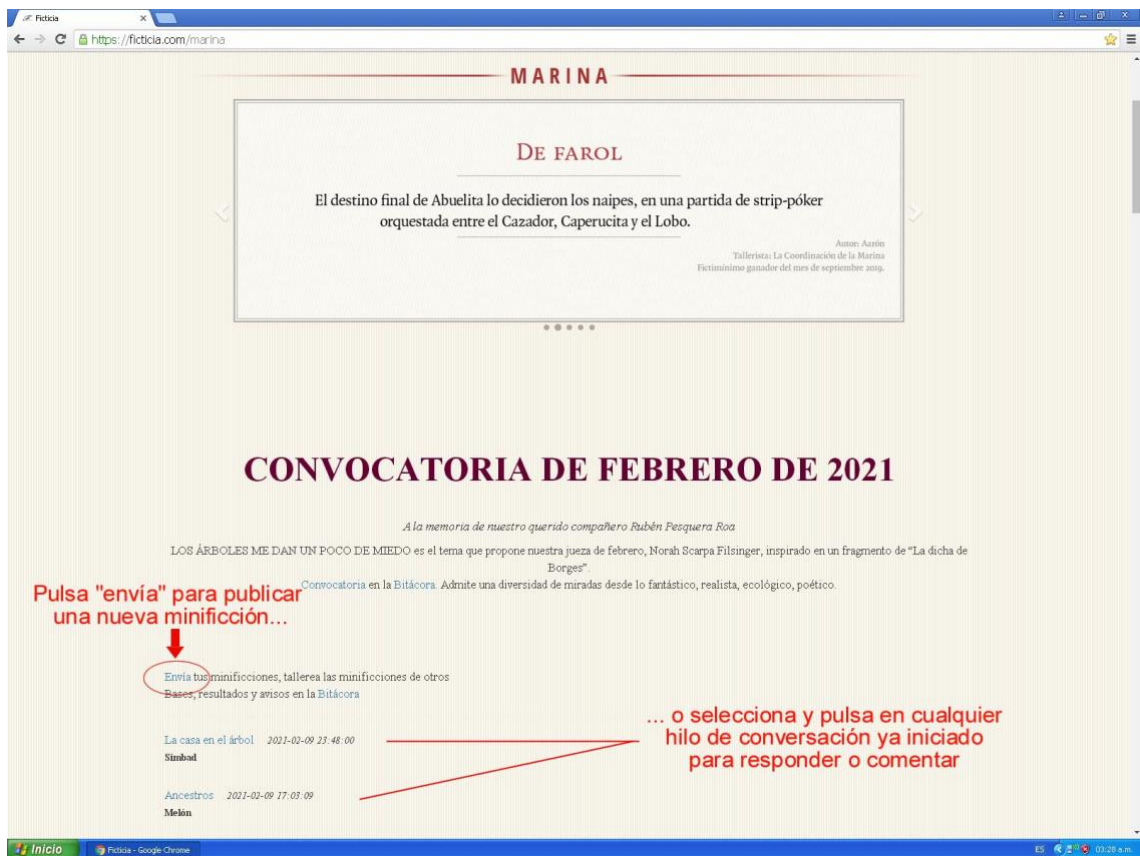 Ficticia
https://ficticia.com/marina
MARINA
DE FAROL
El destino final de Abuelita lo decidieron los naipes, en una partida de strip-póker
orquestada entre el Cazador, Caperucita y el Lobo.
Autor: Aarón
Tallerista: La Coordinación de la Marina
Fictimínimo ganador del mes de septiembre 2019.
CONVOCATORIA DE FEBRERO DE 2021
A la memoria de nuestro querido compañero Rubén Pesquera Roa
LOS ÁRBOLES ME DAN UN POCO DE MIEDO es el tema que propone nuestra jueza de febrero, Norah Scarpa Filsinger, inspirado en un fragmento de “La dicha de
Borges”.
Convocatoria en la Bitácora. Admite una diversidad de miradas desde lo fantástico, realista, ecológico, poético.
Pulsa "envía" para publicar
una nueva minificción...
Envía tus minificciones, tallerea las minificciones de otros
Bases, resultados y avisos en la Bitácora
... o selecciona y pulsa en cualquier
hilo de conversación ya iniciado
para responder o comentar
La casa en el árbol 2021-02-09 23:48:00
Simbad
Ancestros 2021-02-09 17:03:09
Melón
Inicio
Ficticia - Google Chrome
ES
03:28 a.m.